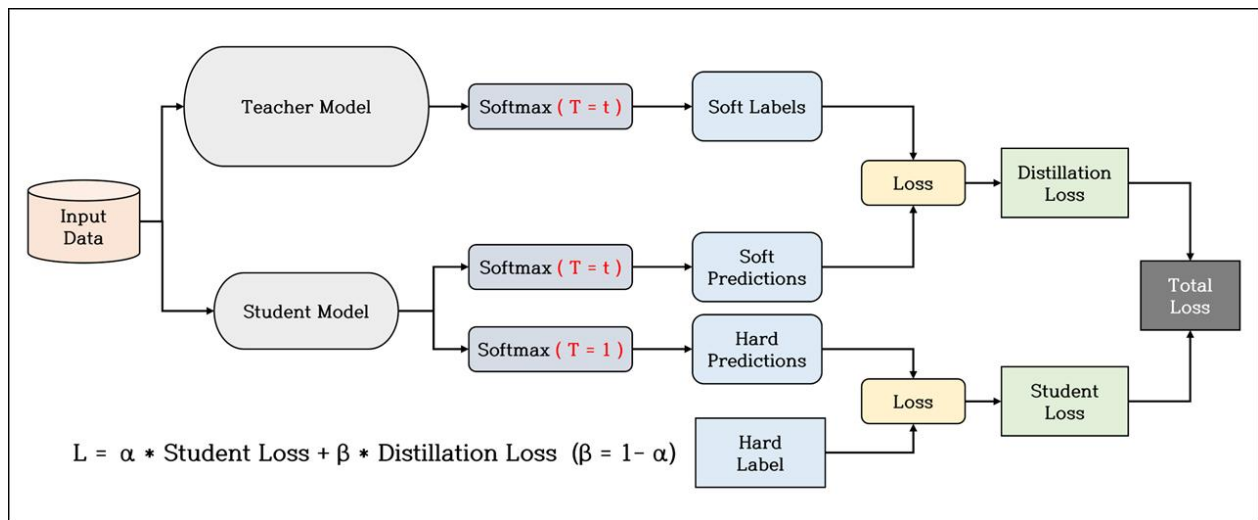 Teacher Model
Softmax ( T = t )
Soft Labels
Loss
Distillation
Loss
Input
Data
Softmax ( T = t )
Soft
Predictions
Total
Loss
Student Model
Softmax ( T = 1 )
Hard
Predictions
Loss
Student
Loss
Hard
Label
L = α * Student Loss + β * Distillation Loss (β = 1- α)